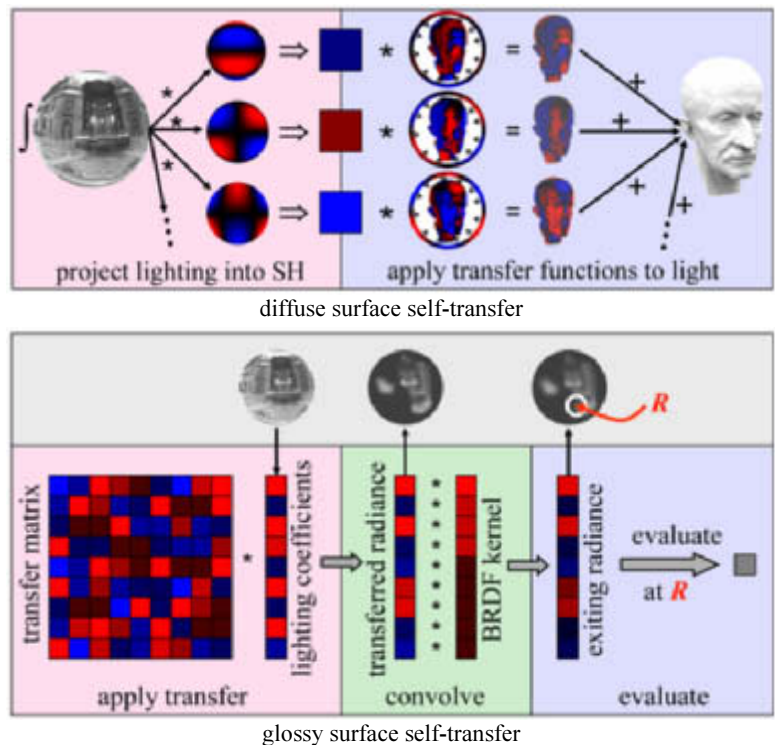 project lighting into SH
apply transfer functions to light
diffuse surface self-transfer
R
transfer matrix
*
lighting coefficients
transferred radiance
BRDF kernel
exiting radiance
evaluate
at R
apply transfer
convolve
evaluate
glossy surface self-transfer